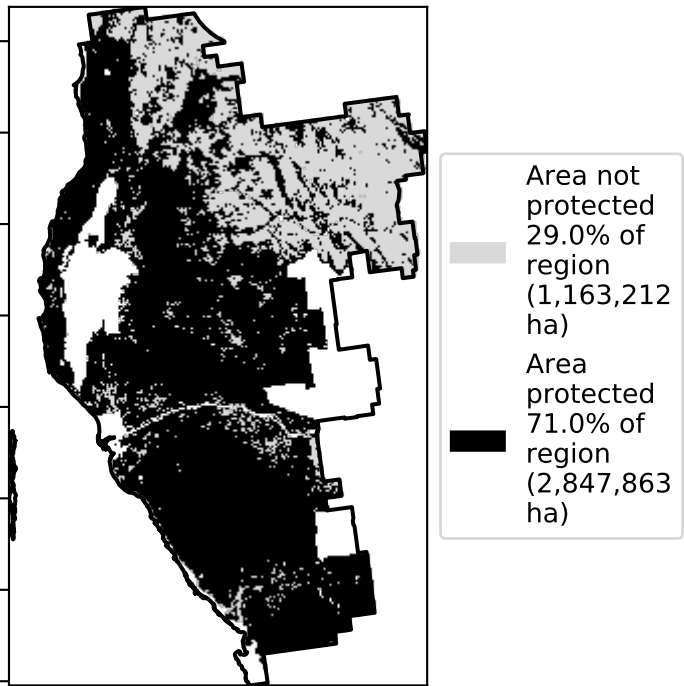 Area not
protected
29.0% of
region
(1,163,212
ha)
Area
protected
71.0% of
region
(2,847,863
ha)